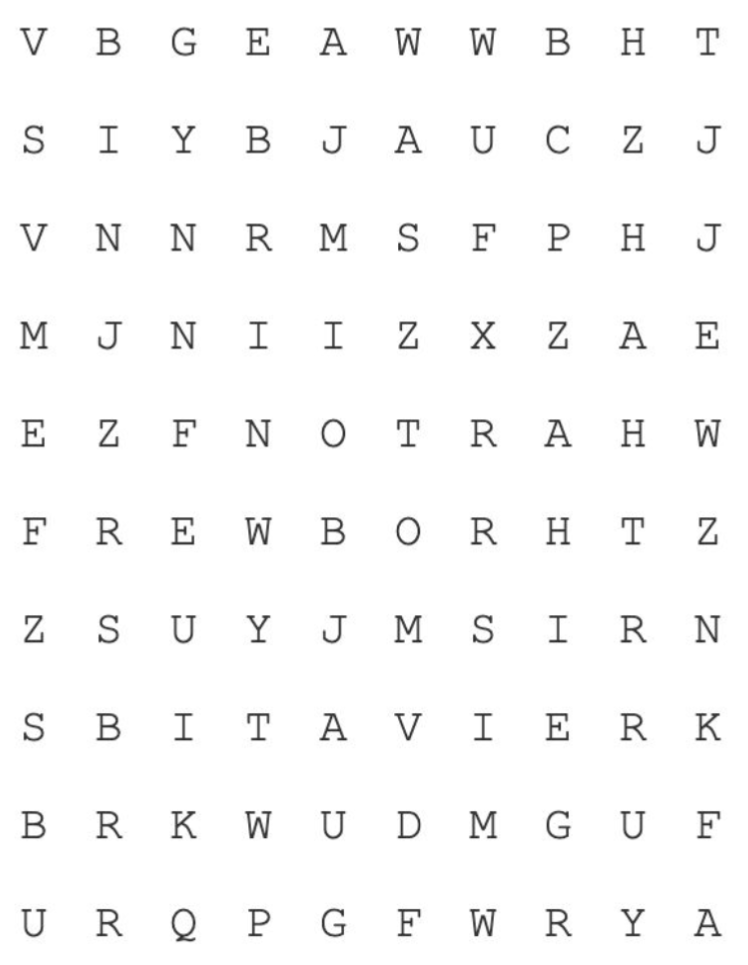 V B G E A W W B H T
S I Y B J A U C Z J
V N N R M S F P H J
M J N I I Z X Z A E
E Z F N O T R A H W
F R E W B O R H T Z
Z S U Y J M S I R N
S B I T A V I E R K
B R K W U D M G U F
U R Q P G F W R Y A